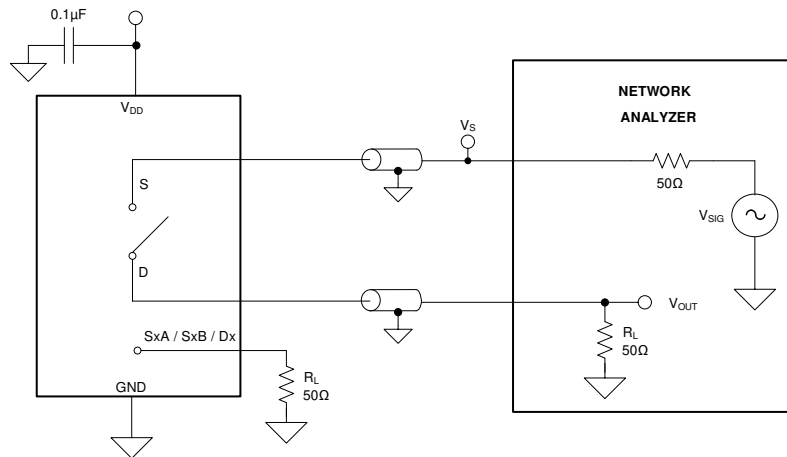 0.1µF
VDD
NETWORK
ANALYZER
VS
S
50Ω
VSIG
D
VOUT
SxA / SxB / Dx
RL
50Ω
RL
50Ω
GND